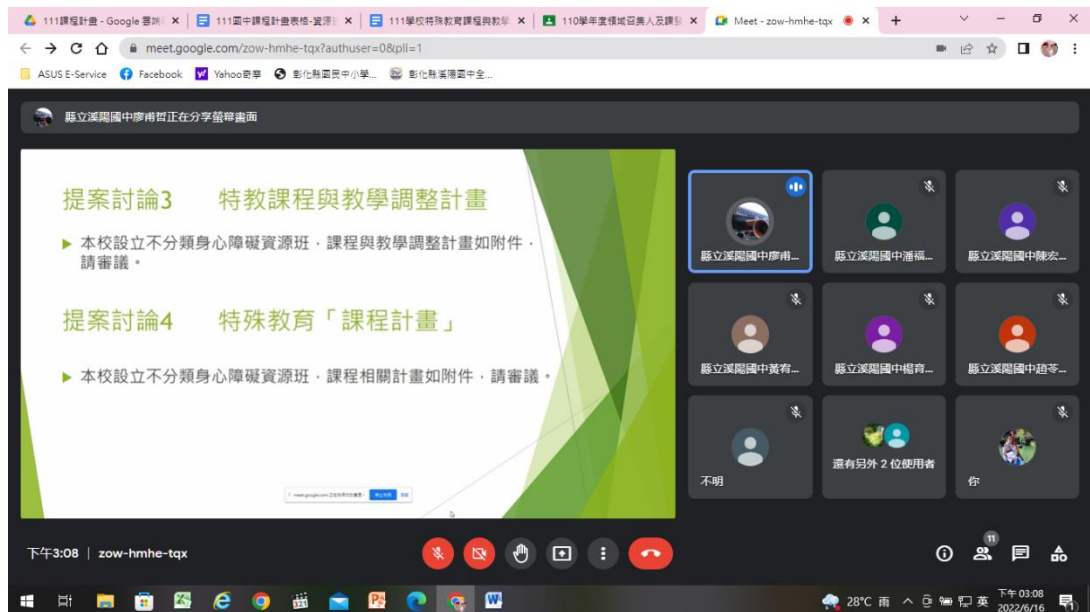 111課程計畫 - Google 雲端
111國中課程計畫表格-資源
111學校特殊教育課程與教學
110學年度領域召集人及課發
Meet - zow-hmhe-tqx
meet.google.com/zow-hmhe-tqx?authuser=0&pli=1
ASUS E-Service
Facebook
Yahoo奇摩
彰化縣國民中小學...
彰化縣溪陽國中全...
縣立溪陽國中廖甫哲正在分享螢幕畫面
提案討論3 特教課程與教學調整計畫
本校設立不分類身心障礙資源班，課程與教學調整計畫如附件，
請審議。
提案討論4 特殊教育「課程計畫」
本校設立不分類身心障礙資源班，課程相關計畫如附件，請審議。
縣立溪陽國中廖甫...
縣立溪陽國中潘福...
縣立溪陽國中陳宏...
縣立溪陽國中黃宥...
縣立溪陽國中楊育...
縣立溪陽國中趙苓...
不明
還有另外 2 位使用者
你
下午3:08 | zow-hmhe-tqx
11
28°C 雨
英
下午 03:08
2022/6/16